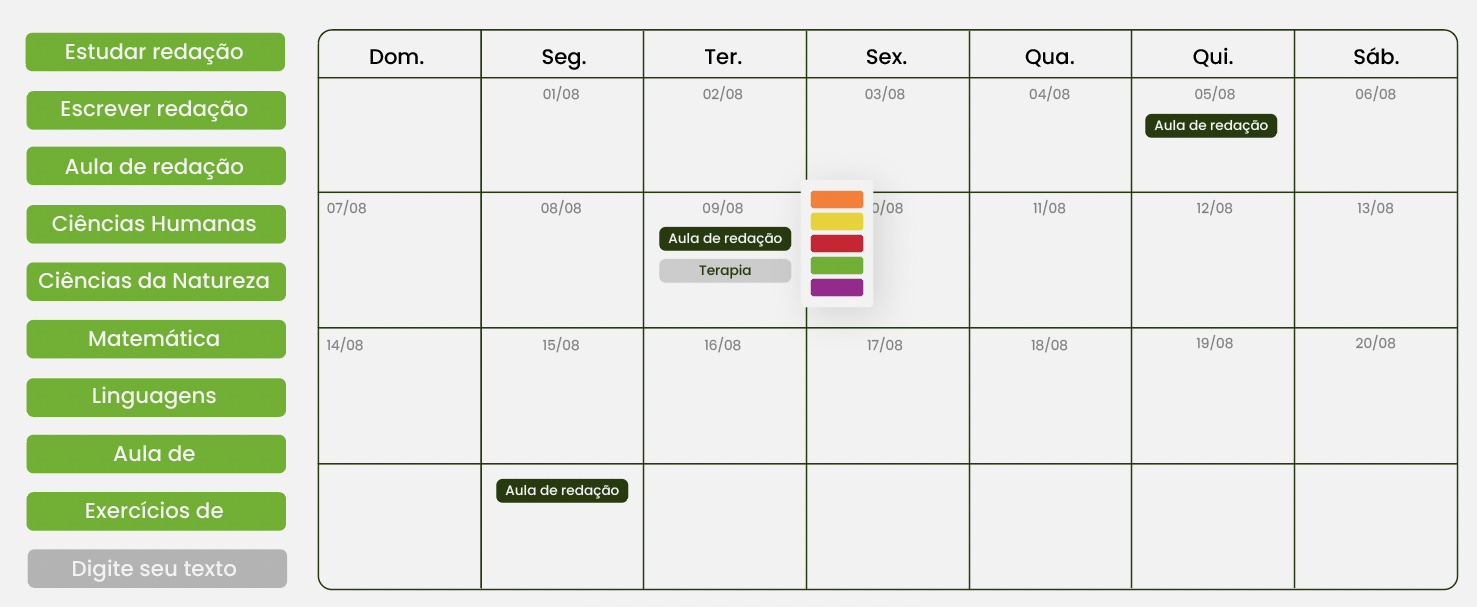 Estudar redação
Escrever redação
Aula de redação
Ciências Humanas
Ciências da Natureza
Matemática
Linguagens
Aula de
Exercícios de
Digite seu texto
Dom. Seg. Ter. Sex. Qua. Qui. Sáb.
01/08 02/08 03/08 04/08 05/08 06/08
Aula de redação
07/08 08/08 09/08 0/08 11/08 12/08 13/08
Aula de redação
Terapia
14/08 15/08 16/08 17/08 18/08 19/08 20/08
Aula de redação